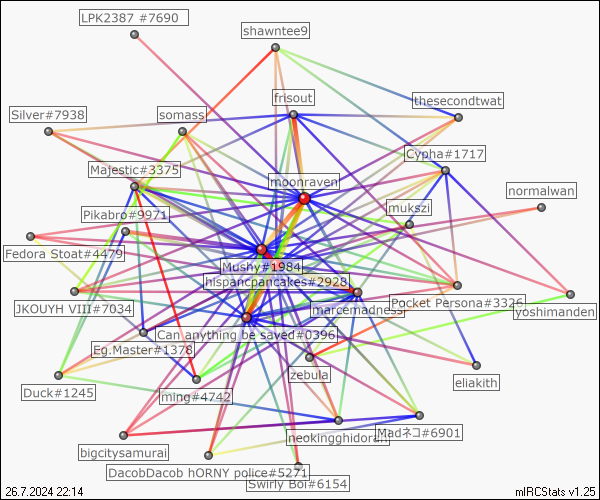 LPK2387 #7690
shawntee9
frisout
thesecondtwat
Silver#7938
somass
Cypha#1717
Majestic#3375
moonraven
normalwan
mukszi
Pikabro#9971
Fedora Stoat#4479
Mushy#1984
hispancpancakes#2928
Pocket Persona#3326
JKOUYH VIII#7034
marcemadness
yoshimanden
Can anything be saved#0396
Eg.Master#1378
zebula
eliakith
Duck#1245
ming#4742
neokingghidorah
Madネコ#6901
bigcitysamurai
DacobDacob hORNY police#5271
Swirly Boi#6154
26.7.2024 22:14
mIRCStats v1.25